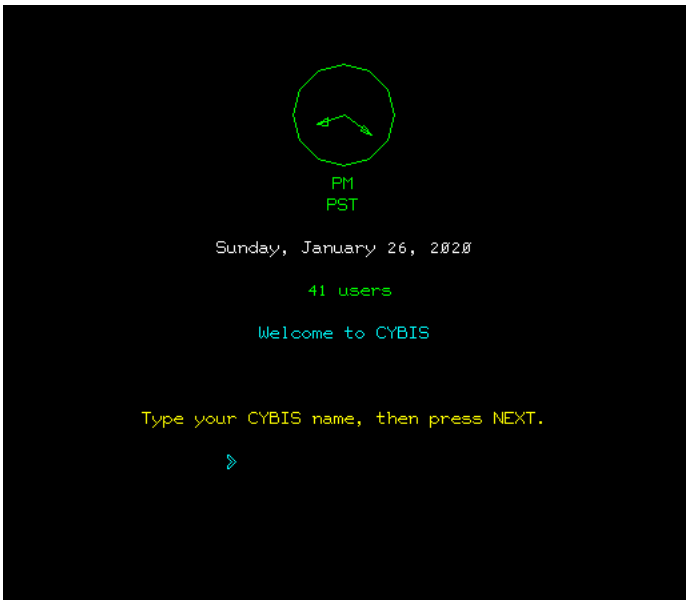 PM
PST
Sunday, January 26, 2020
41 users
Welcome to CYBIS
Type your CYBIS name, then press NEXT.